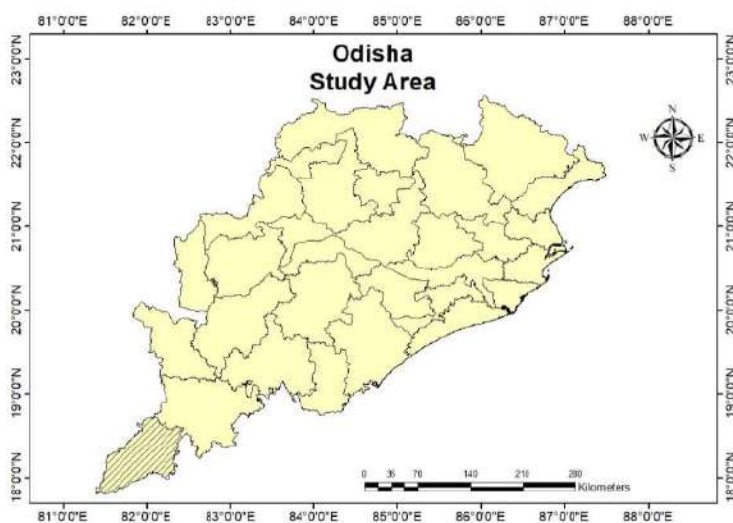 81°0'0"E 82°0'0"E 83°0'0"E 84°0'0"E 85°0'0"E 86°0'0"E 87°0'0"E 88°0'0"E
Odisha
Study Area
N
W E
S
23°0'0"N 23°0'0"N
22°0'0"N 22°0'0"N
21°0'0"N 21°0'0"N
20°0'0"N 20°0'0"N
19°0'0"N 19°0'0"N
18°0'0"N 18°0'0"N
0 35 70 140 210 280
Kilometers
81°0'0"E 82°0'0"E 83°0'0"E 84°0'0"E 85°0'0"E 86°0'0"E 87°0'0"E 88°0'0"E